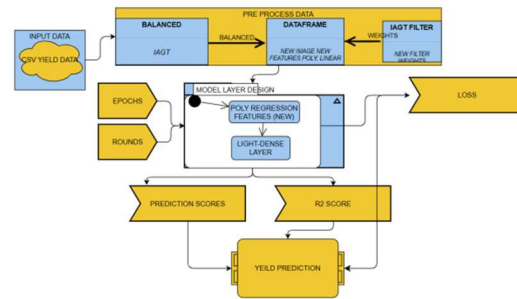 PRE PROCESS DATA
INPUT DATA
CSV YIELD DATA
BALANCED
IAGT
BALANCED
DATAFRAME
NEW IMAGE NEW
FEATURES POLY, LINEAR
WEIGHTS
IAGT FILTER
NEW FILTER
WEIGHTS
MODEL LAYER DESIGN
EPOCHS
ROUNDS
POLY REGRESSION
FEATURES (NEW)
LIGHT-DENSE
LAYER
LOSS
PREDICTION SCORES
R2 SCORE
YEILD PREDICTION